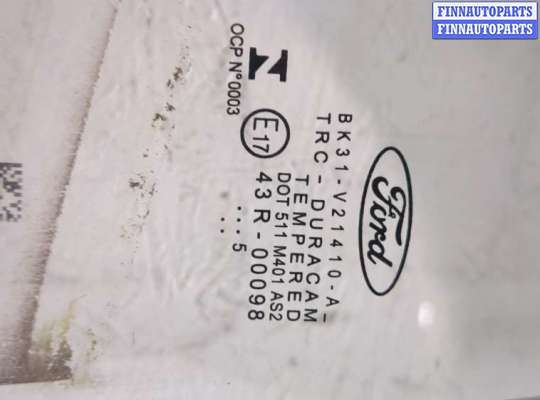 FINNAUTOPARTS
FINNAUTOPARTS
Ford
BK31-V21410-A-
TRC-DURACAM
TEMPERED
DOT 511 M401 AS2
E17 43R-00098
...5
..
N
OCP N°0003